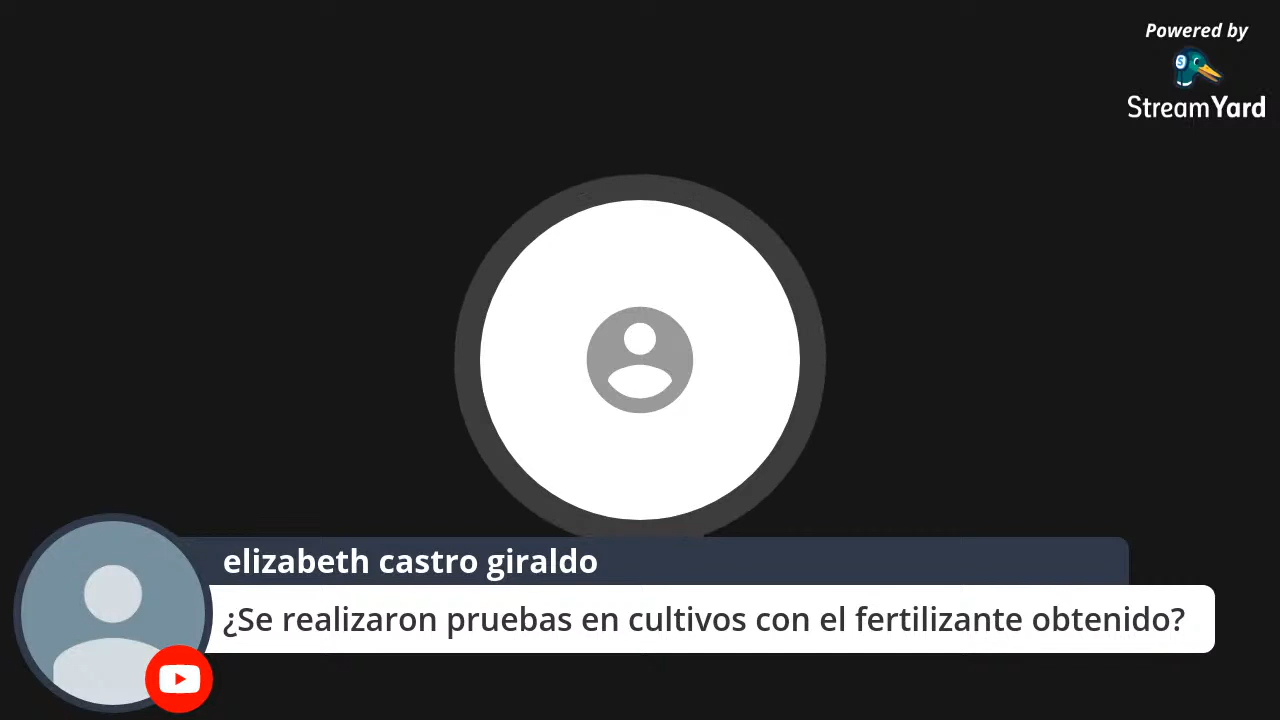 Powered by
StreamYard
elizabeth castro giraldo
¿Se realizaron pruebas en cultivos con el fertilizante obtenido?